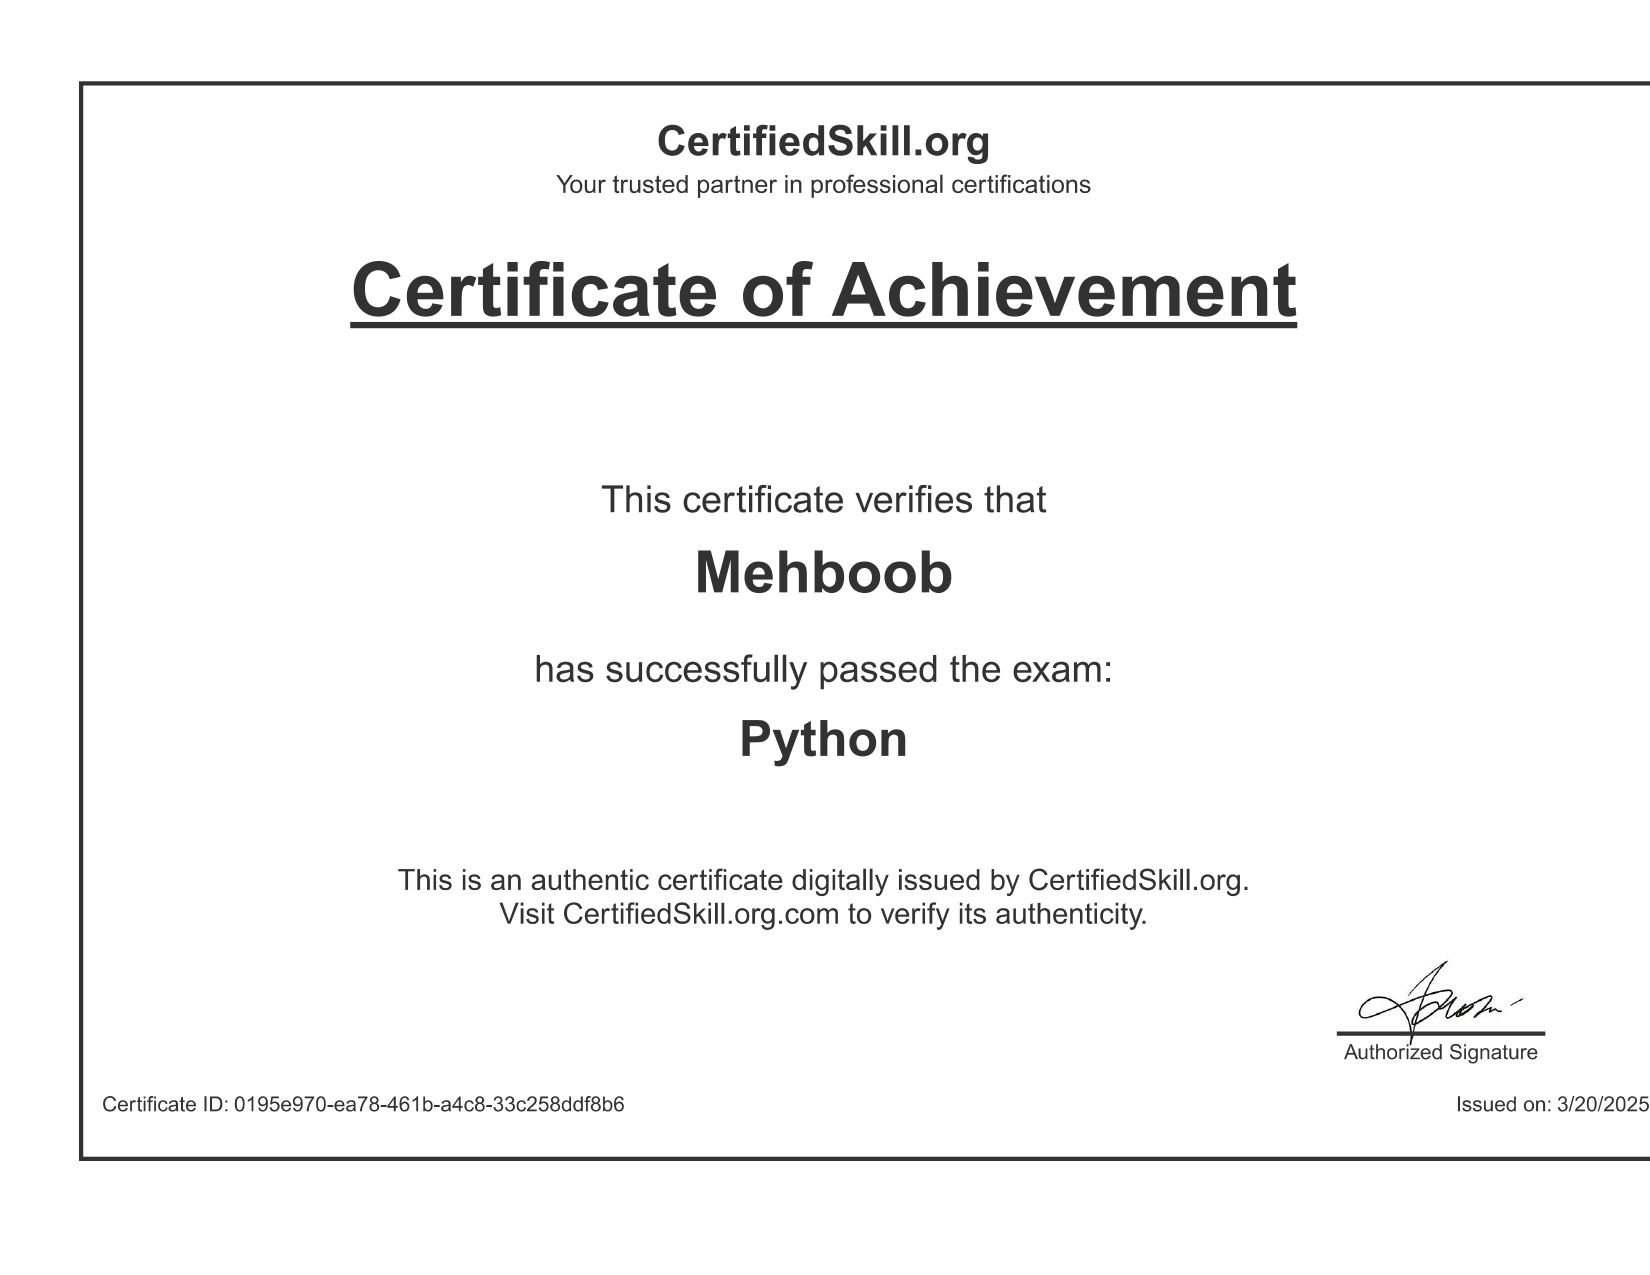 CertifiedSkill.org
Your trusted partner in professional certifications
Certificate of Achievement
This certificate verifies that
Mehboob
has successfully passed the exam:
Python
This is an authentic certificate digitally issued by CertifiedSkill.org.
Visit CertifiedSkill.org.com to verify its authenticity.
Authorized Signature
Certificate ID: 0195e970-ea78-461b-a4c8-33c258ddf8b6
Issued on: 3/20/2025